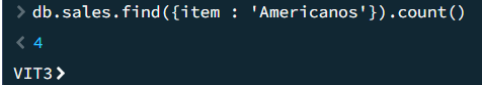 > db.sales.find({item : 'Americanos'}).count()
< 4
VIT3>